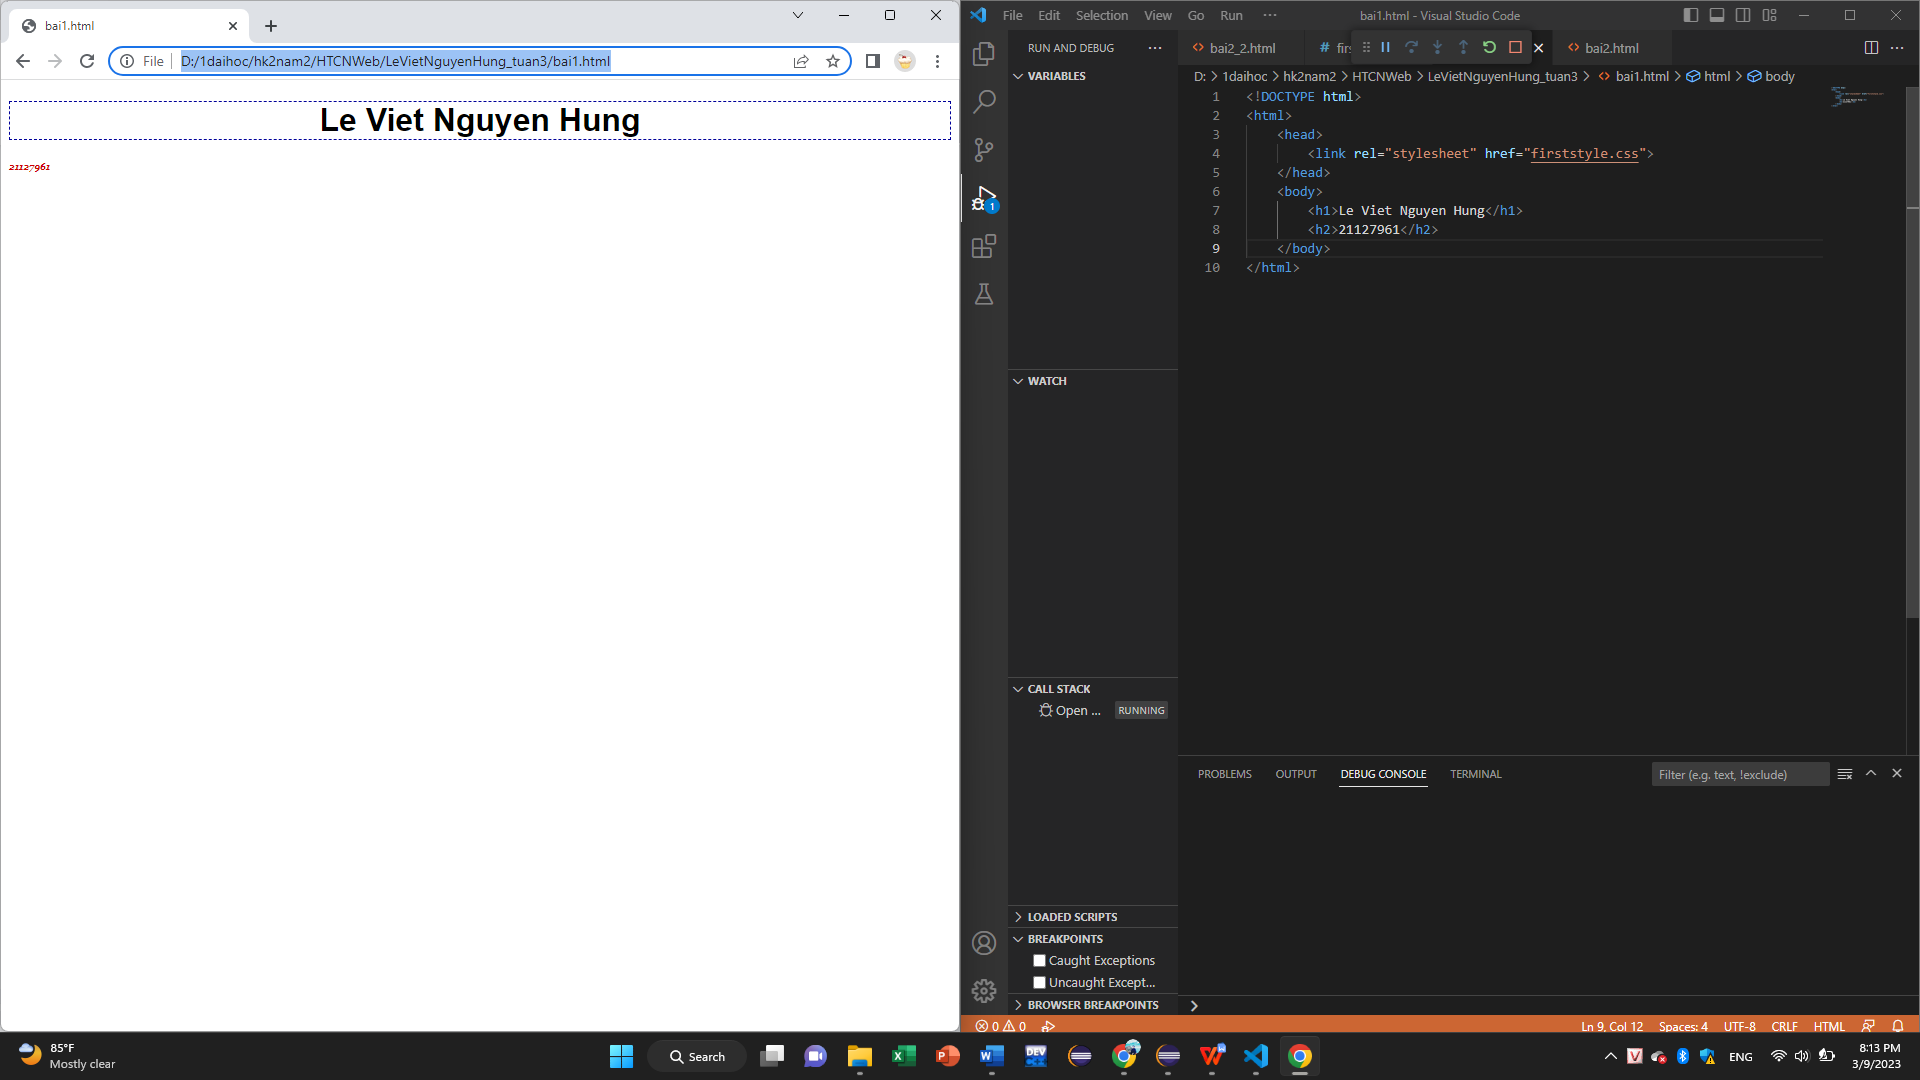 bai1.html
File
D:/1daihoc/hk2nam2/HTCNWeb/LeVietNguyenHung_tuan3/bai1.html
Le Viet Nguyen Hung
21127961
File Edit Selection View Go Run ···
bai1.html - Visual Studio Code
RUN AND DEBUG ···
VARIABLES
WATCH
CALL STACK
Open ... RUNNING
LOADED SCRIPTS
BREAKPOINTS
Caught Exceptions
Uncaught Except...
BROWSER BREAKPOINTS
1
bai2_2.html # firs bai2.html
D: > 1daihoc > hk2nam2 > HTCNWeb > LeVietNguyenHung_tuan3 > <> bai1.html > html > body
1 <!DOCTYPE html>
2 <html>
3 <head>
4 <link rel="stylesheet" href="firststyle.css">
5 </head>
6 <body>
7 <h1>Le Viet Nguyen Hung</h1>
8 <h2>21127961</h2>
9 </body>
10 </html>
PROBLEMS OUTPUT DEBUG CONSOLE TERMINAL
Filter (e.g. text, !exclude)
0 0
Ln 9, Col 12 Spaces: 4 UTF-8 CRLF HTML
85°F
Mostly clear
Search
DEV
ENG
8:13 PM
3/9/2023